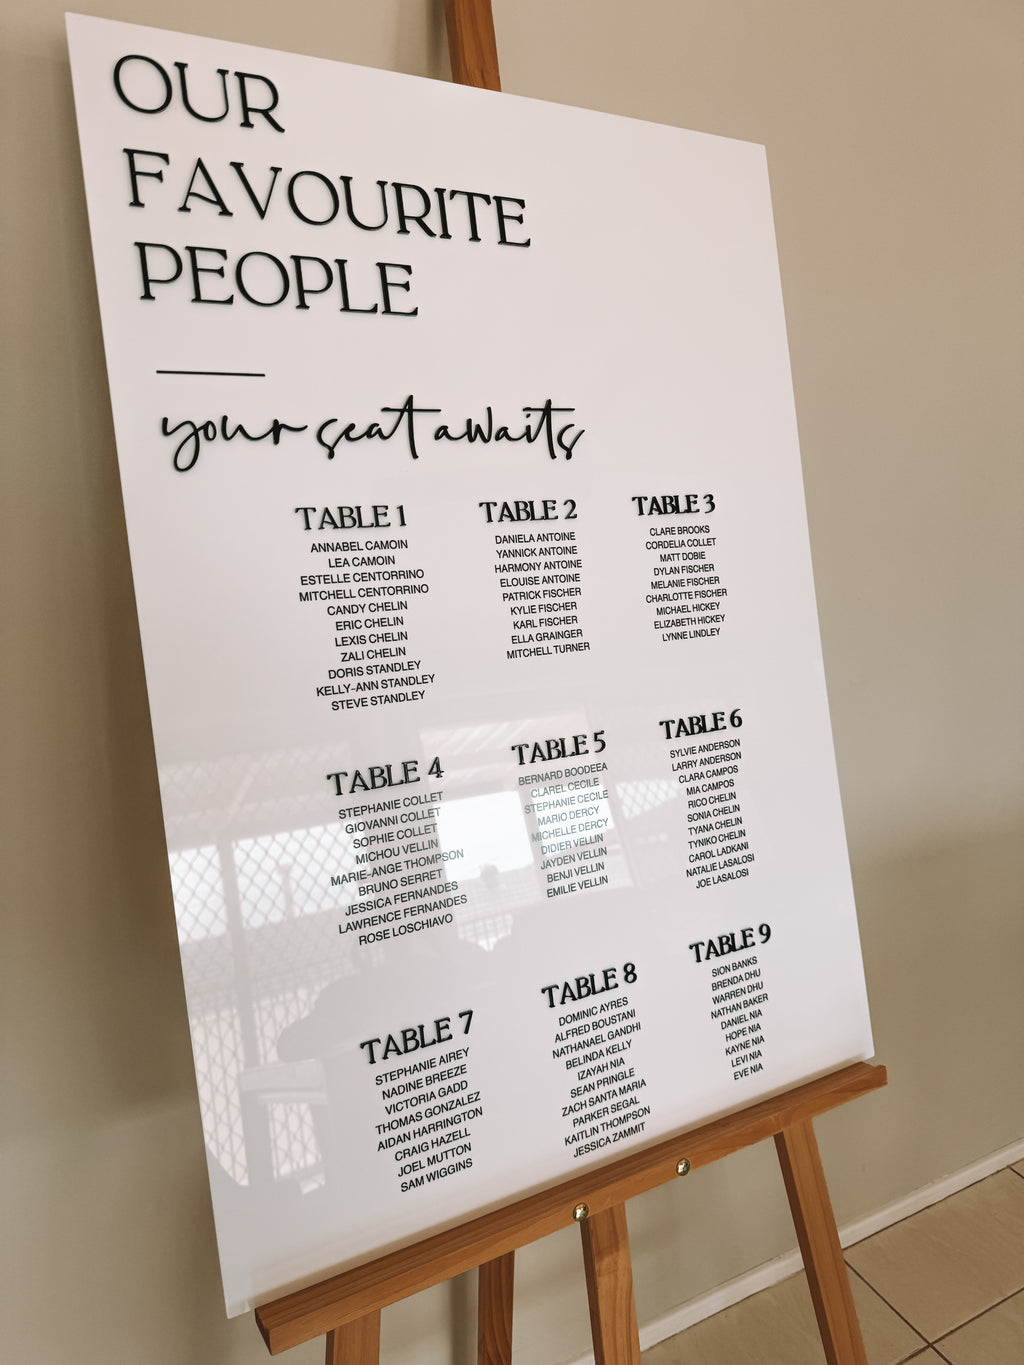 OUR
FAVOURITE
PEOPLE
your seat awaits
TABLE 1
ANNABEL CAMOIN
LEA CAMOIN
ESTELLE CENTORRINO
MITCHELL CENTORRINO
CANDY CHELIN
ERIC CHELIN
LEXIS CHELIN
ZALI CHELIN
DORIS STANDLEY
KELLY-ANN STANDLEY
STEVE STANDLEY
TABLE 2
DANIELA ANTOINE
YANNICK ANTOINE
HARMONY ANTOINE
ELOUISE ANTOINE
PATRICK FISCHER
KYLIE FISCHER
KARL FISCHER
ELLA GRAINGER
MITCHELL TURNER
TABLE 3
CLARE BROOKS
CORDELIA COLLET
MATT DOBIE
DYLAN FISCHER
MELANIE FISCHER
CHARLOTTE FISCHER
MICHAEL HICKEY
ELIZABETH HICKEY
LYNNE LINDLEY
TABLE 4
STEPHANIE COLLET
GIOVANNI COLLET
SOPHIE COLLET
MICHOU VELLIN
MARIE-ANGE THOMPSON
BRUNO SERRET
JESSICA FERNANDES
LAWRENCE FERNANDES
ROSE LOSCHIAVO
TABLE 5
BERNARD BOODEEA
CLAREL CECILE
STEPHANIE CECILE
MARIO DERCY
MICHELLE DERCY
DIDIER VELLIN
JAYDEN VELLIN
BENJI VELLIN
EMILIE VELLIN
TABLE 6
SYLVIE ANDERSON
LARRY ANDERSON
CLARA CAMPOS
MIA CAMPOS
RICO CHELIN
SONIA CHELIN
TYANA CHELIN
TYNIKO CHELIN
CAROL LADKANI
NATALIE LASALOSI
JOE LASALOSI
TABLE 7
STEPHANIE AIREY
NADINE BREEZE
VICTORIA GADD
THOMAS GONZALEZ
AIDAN HARRINGTON
CRAIG HAZELL
JOEL MUTTON
SAM WIGGINS
TABLE 8
DOMINIC AYRES
ALFRED BOUSTANI
NATHANAEL GANDHI
BELINDA KELLY
IZAYAH NIA
SEAN PRINGLE
ZACH SANTA MARIA
PARKER SEGAL
KAITLIN THOMPSON
JESSICA ZAMMIT
TABLE 9
SION BANKS
BRENDA DHU
WARREN DHU
NATHAN BAKER
DANIEL NIA
HOPE NIA
KAYNE NIA
LEVI NIA
EVE NIA